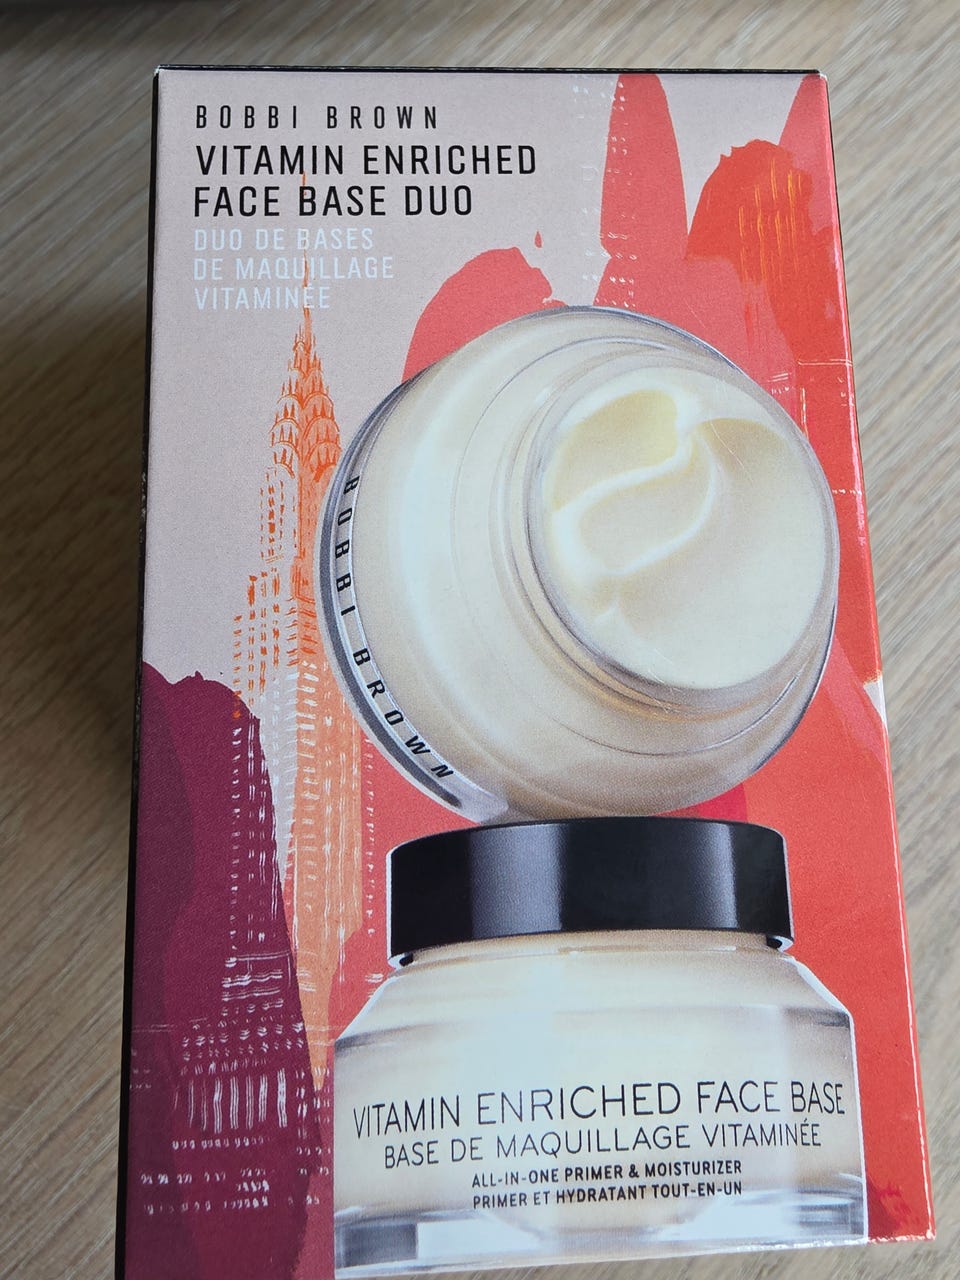 BOBBI BROWN
VITAMIN ENRICHED
FACE BASE DUO
DUO DE BASES
DE MAQUILLAGE
VITAMINÉE
BOBBI BROWN
VITAMIN ENRICHED FACE BASE
BASE DE MAQUILLAGE VITAMINÉE
ALL-IN-ONE PRIMER & MOISTURIZER
PRIMER ET HYDRATANT TOUT-EN-UN